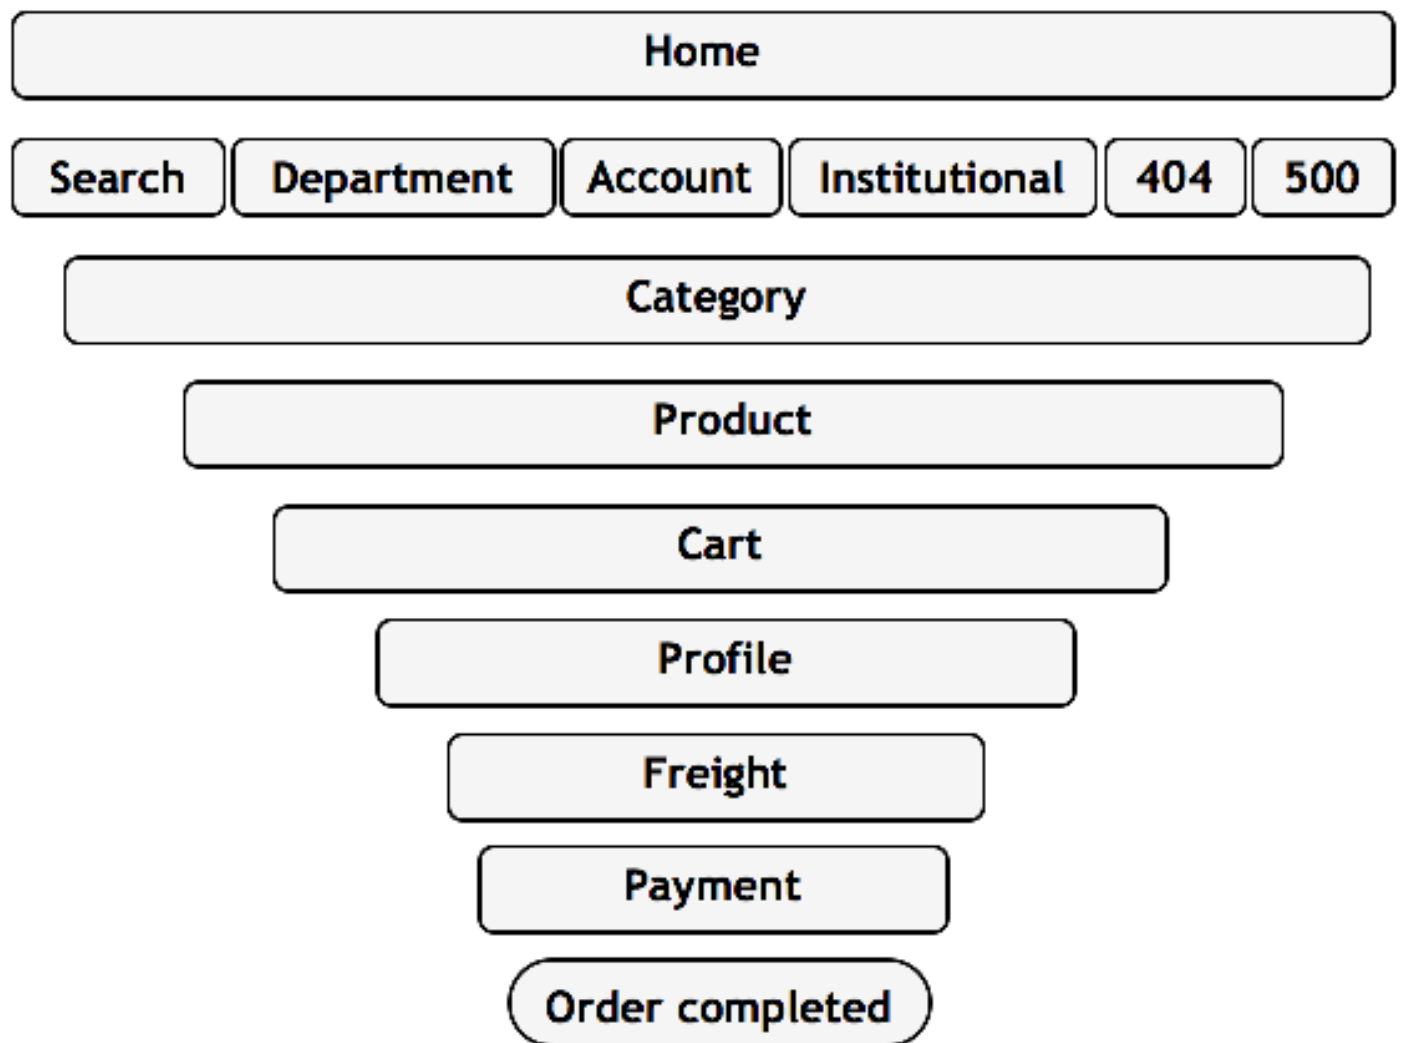 Home
Search Department Account Institutional 404 500
Category
Product
Cart
Profile
Freight
Payment
Order completed